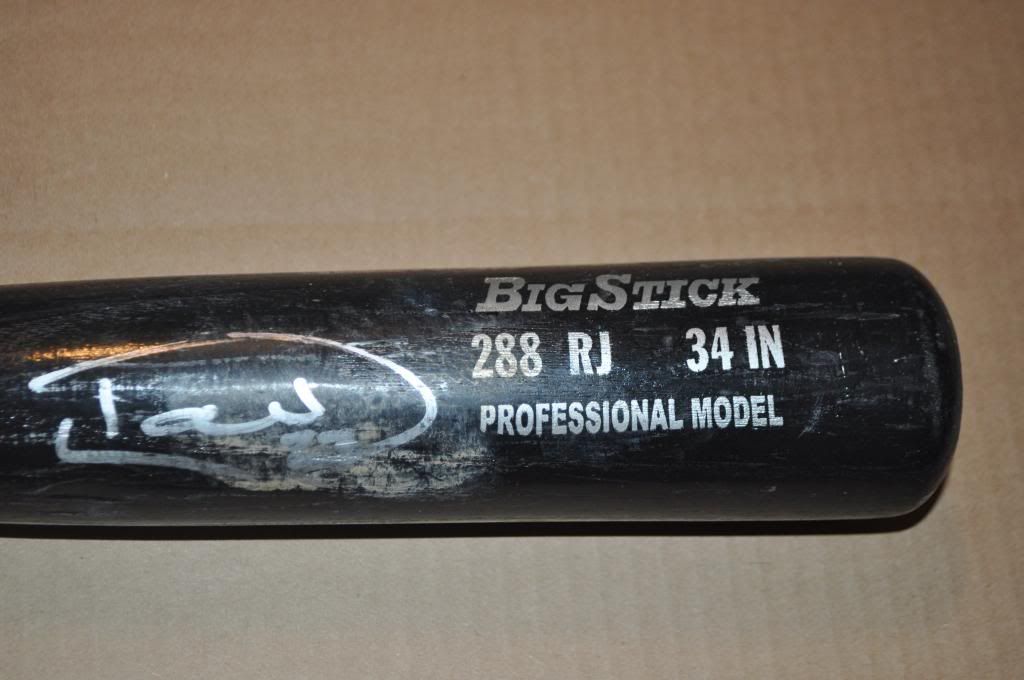 BIGSTICK
288 RJ 34 IN
PROFESSIONAL MODEL